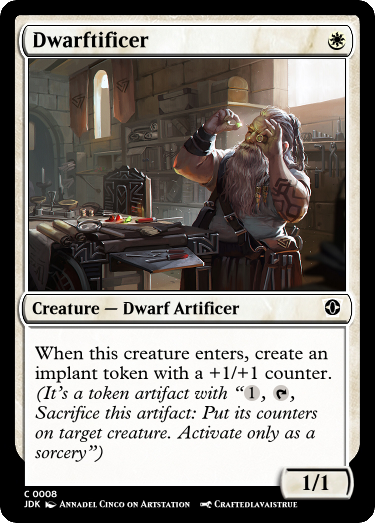 Dwarftificer
Creature — Dwarf Artificer
When this creature enters, create an
implant token with a +1/+1 counter.
(It's a token artifact with “1, T,
Sacrifice this artifact: Put its counters
on target creature. Activate only as a
sorcery”)
1/1
C 0008
JDK Annadel Cinco on Artstation Craftedlavaistrue